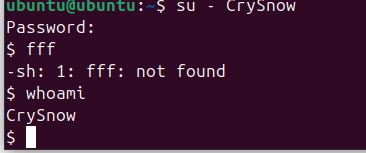 ubuntu@ubuntu:~$ su - CrySnow
Password:
$ fff
-sh: 1: fff: not found
$ whoami
CrySnow
$